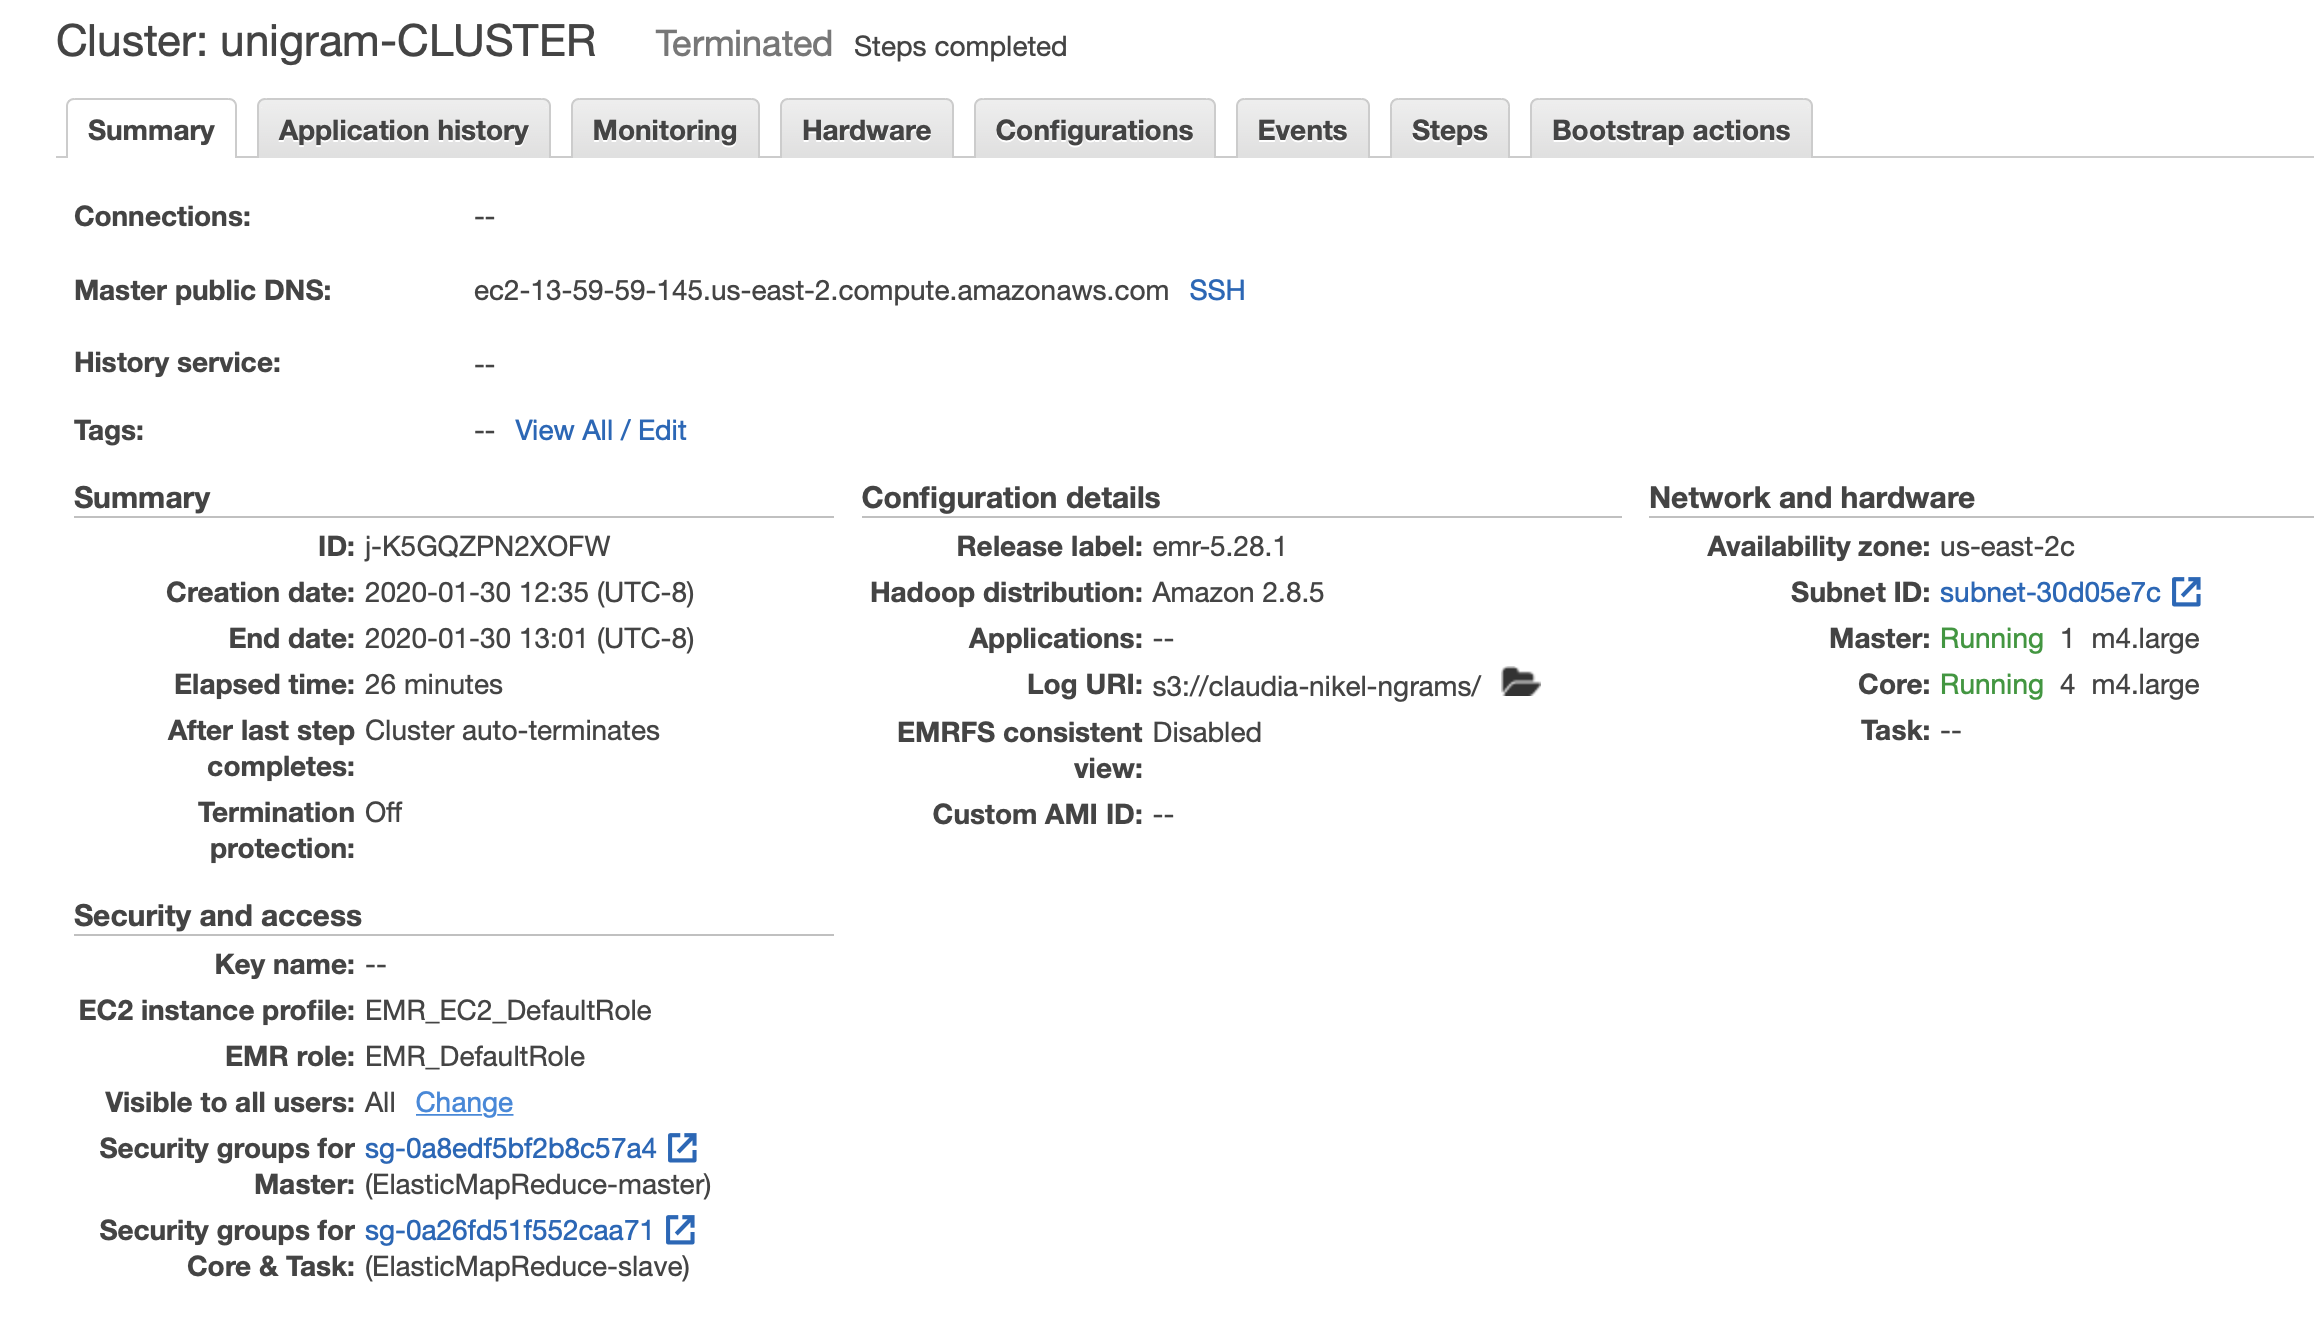 Cluster: unigram-CLUSTER Terminated Steps completed
Summary Application history Monitoring Hardware Configurations Events Steps Bootstrap actions
Connections: --
Master public DNS: ec2-13-59-59-145.us-east-2.compute.amazonaws.com SSH
History service: --
Tags: -- View All / Edit
Summary
ID: j-K5GQZPN2XOFW
Creation date: 2020-01-30 12:35 (UTC-8)
End date: 2020-01-30 13:01 (UTC-8)
Elapsed time: 26 minutes
After last step Cluster auto-terminates
completes:
Termination Off
protection:
Configuration details
Release label: emr-5.28.1
Hadoop distribution: Amazon 2.8.5
Applications: --
Log URI: s3://claudia-nikel-ngrams/
EMRFS consistent Disabled
view:
Custom AMI ID: --
Network and hardware
Availability zone: us-east-2c
Subnet ID: subnet-30d05e7c
Master: Running 1 m4.large
Core: Running 4 m4.large
Task: --
Security and access
Key name: --
EC2 instance profile: EMR_EC2_DefaultRole
EMR role: EMR_DefaultRole
Visible to all users: All Change
Security groups for sg-0a8edf5bf2b8c57a4
Master: (ElasticMapReduce-master)
Security groups for sg-0a26fd51f552caa71
Core & Task: (ElasticMapReduce-slave)